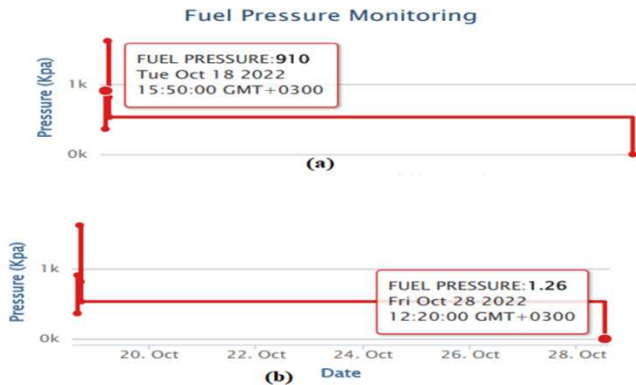 Fuel Pressure Monitoring
Pressure (Kpa)
1k
0k
FUEL PRESSURE:910
Tue Oct 18 2022
15:50:00 GMT+0300
(a)
Pressure (Kpa)
1k
0k
FUEL PRESSURE:1.26
Fri Oct 28 2022
12:20:00 GMT+0300
20. Oct
22. Oct
24. Oct
26. Oct
28. Oct
(b)
Date